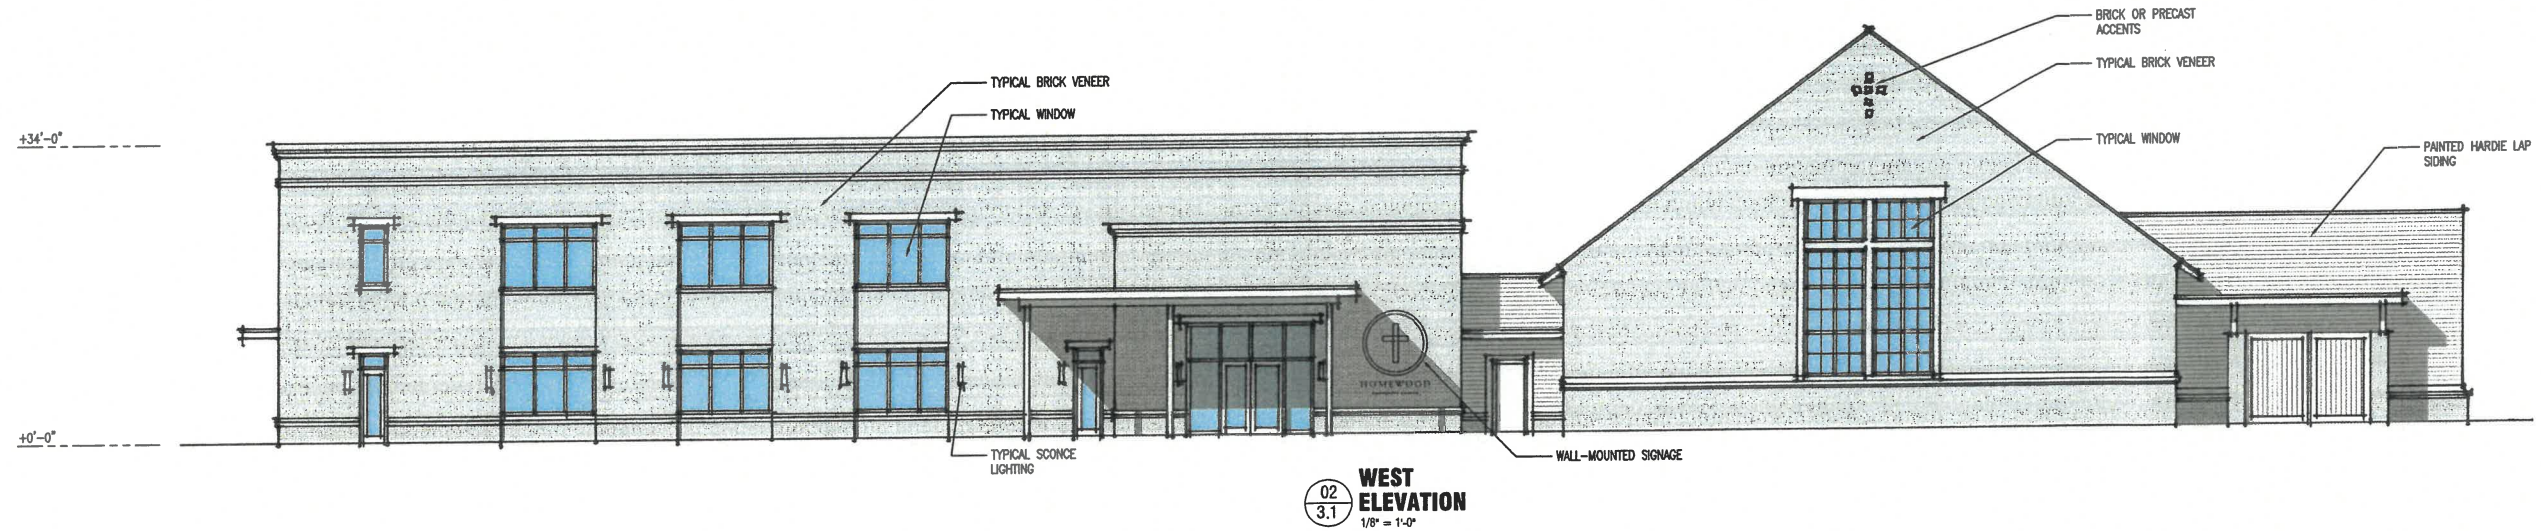 BRICK OR PRECAST
ACCENTS
TYPICAL BRICK VENEER
TYPICAL BRICK VENEER
TYPICAL WINDOW
+34'-0"
TYPICAL WINDOW
PAINTED HARDIE LAP
SIDING
HOMEWOOD
+0'-0"
TYPICAL SCONCE
LIGHTING
WALL-MOUNTED SIGNAGE
02
3.1
WEST
ELEVATION
1/8" = 1'-0"